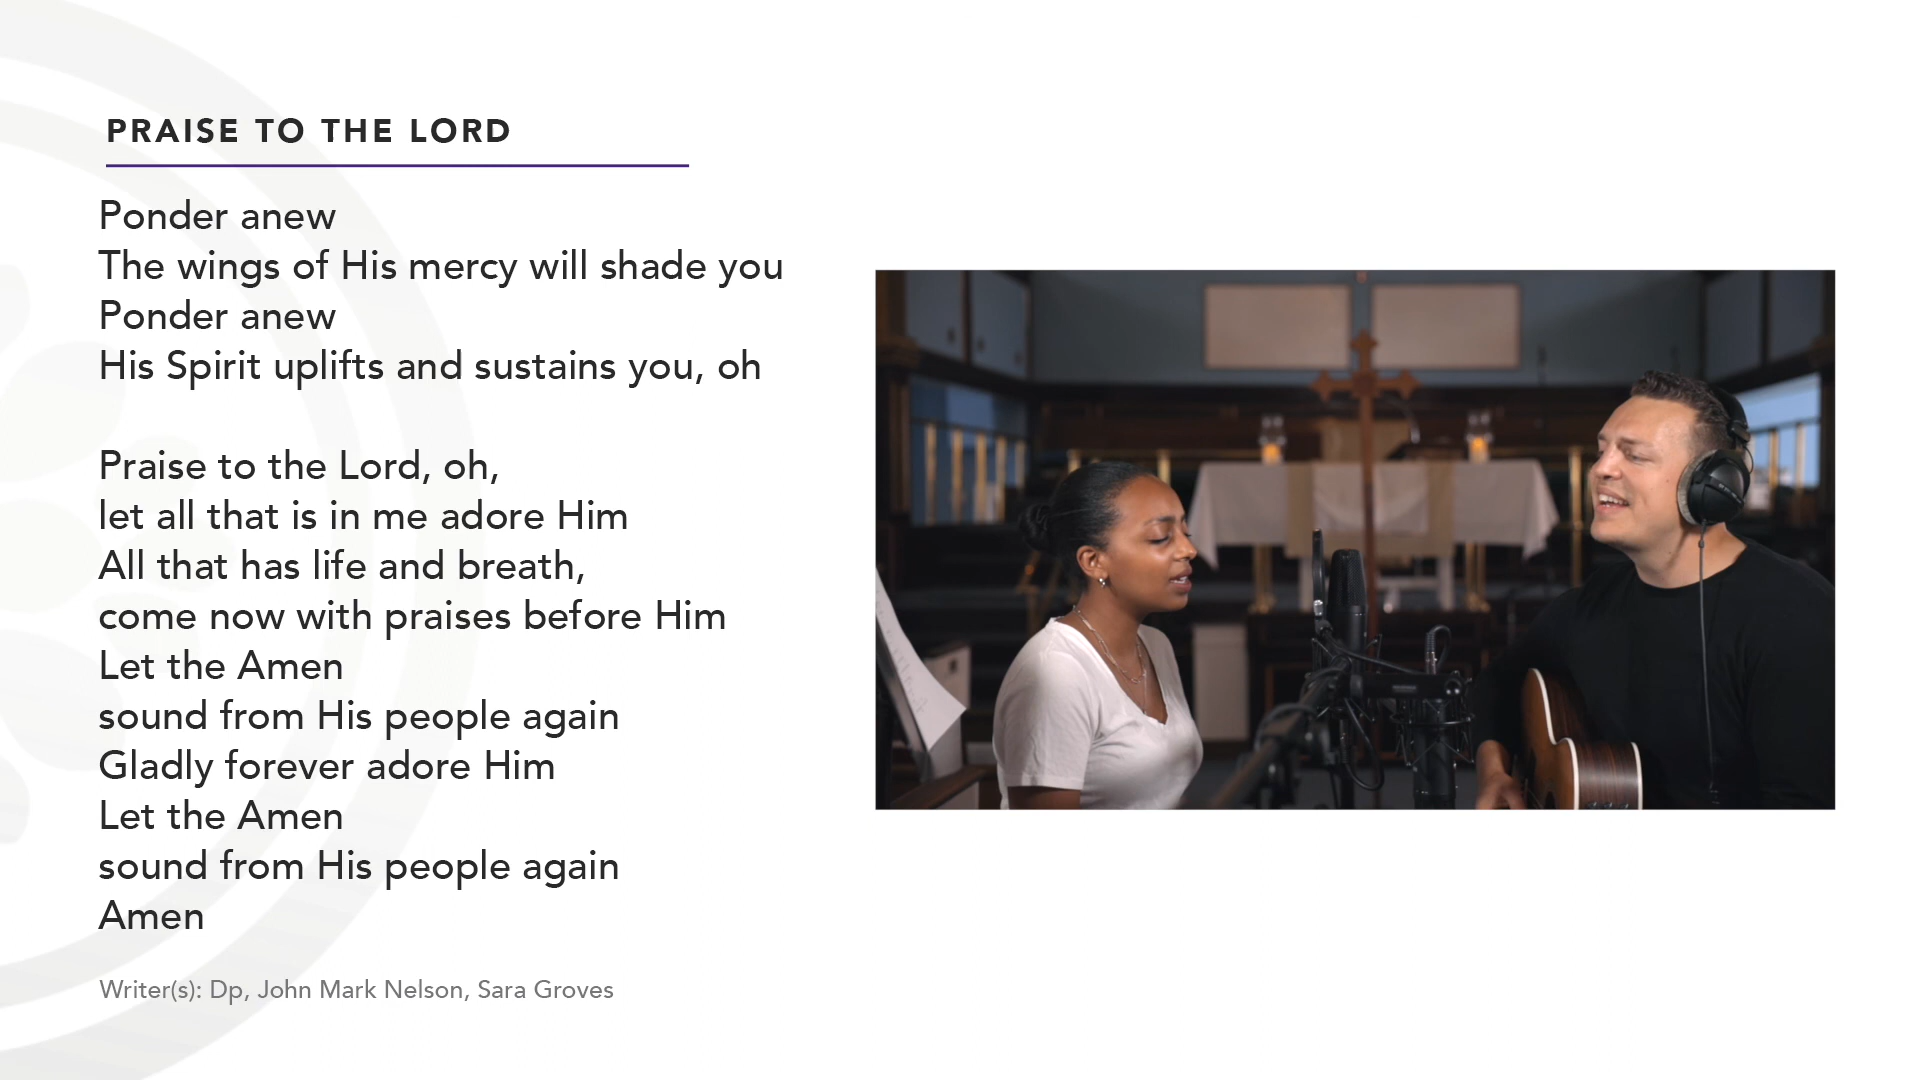 PRAISE TO THE LORD
Ponder anew
The wings of His mercy will shade you
Ponder anew
His Spirit uplifts and sustains you, oh
Praise to the Lord, oh,
let all that is in me adore Him
All that has life and breath,
come now with praises before Him
Let the Amen
sound from His people again
Gladly forever adore Him
Let the Amen
sound from His people again
Amen
Writer(s): Dp, John Mark Nelson, Sara Groves